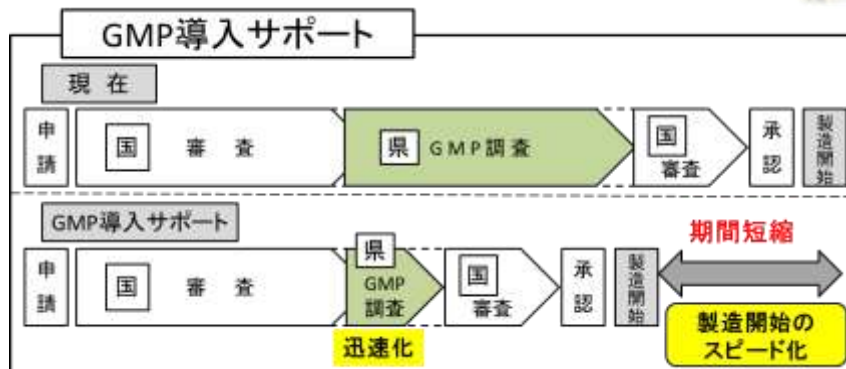 GMP導入サポート
現在
申請
国 審査
県 GMP調査
国 審査
承認
製造開始
GMP導入サポート
申請
国 審査
県 GMP調査
国 審査
承認
製造開始
期間短縮
迅速化
製造開始の
スピード化